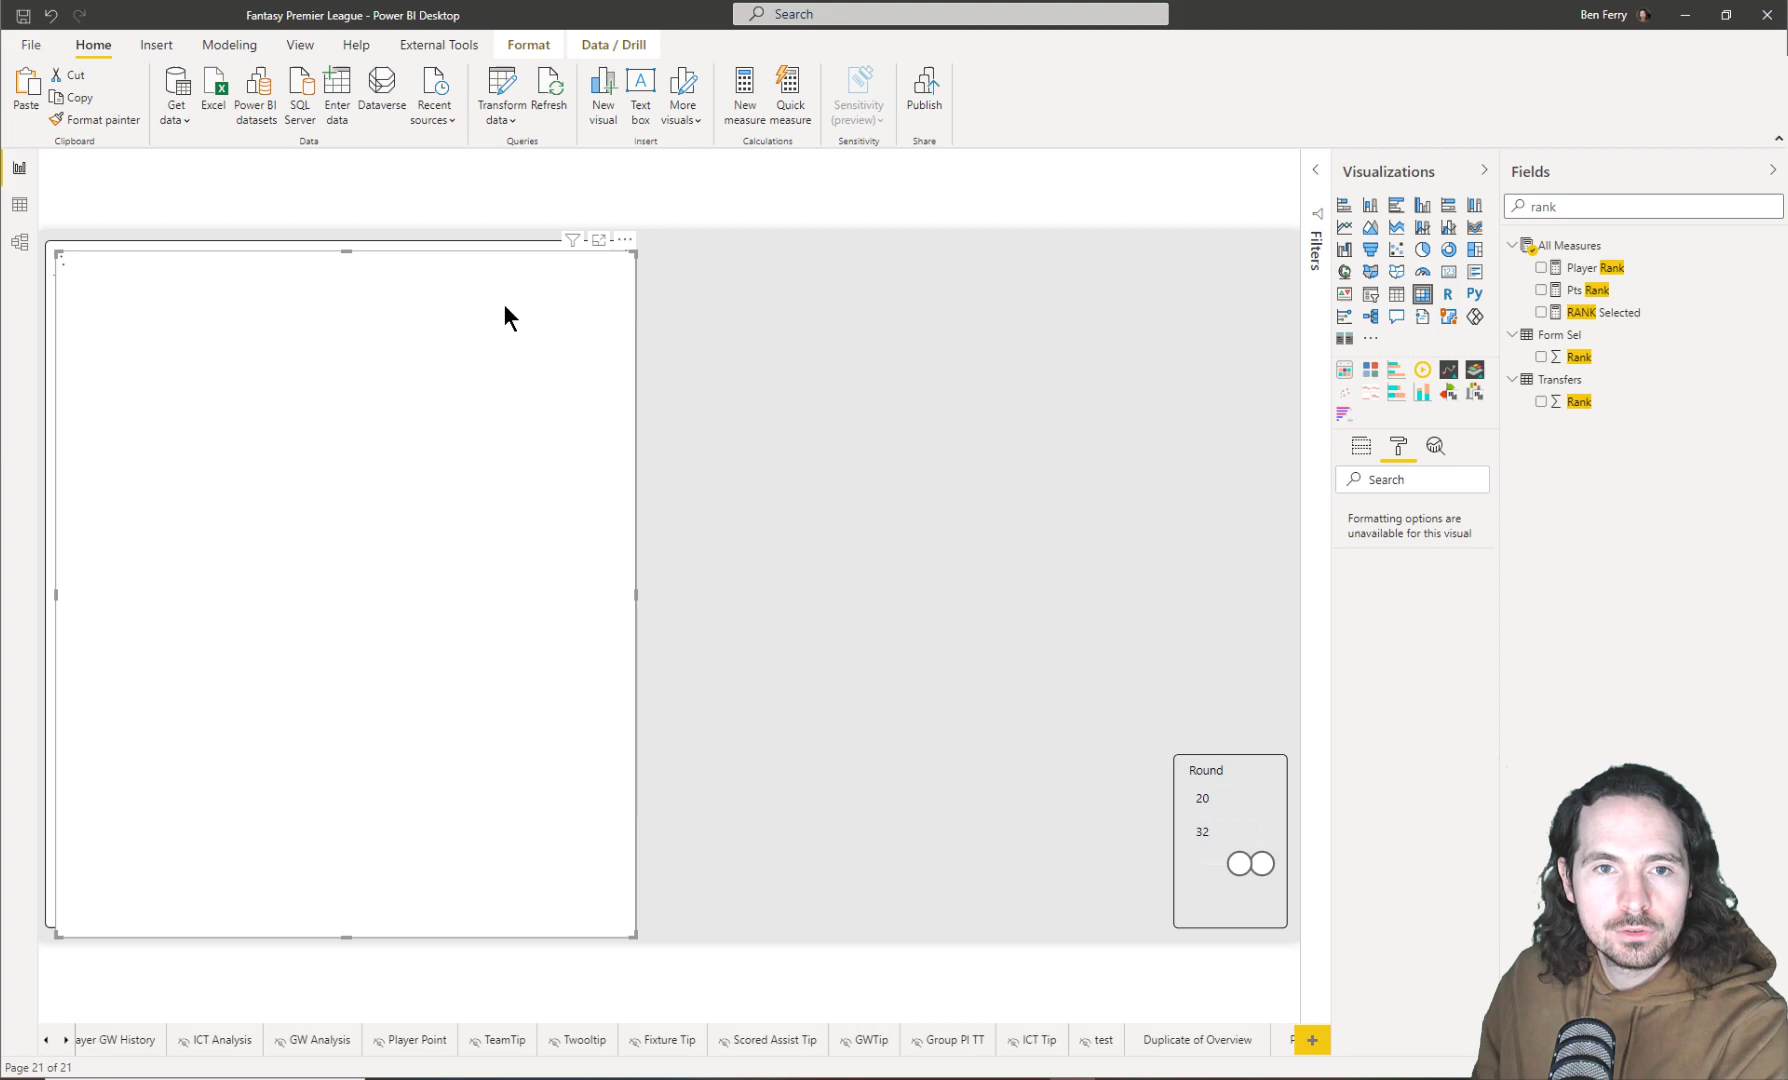 Fantasy Premier League - Power BI Desktop
Search
Ben Ferry
File
Home
Insert
Modeling
View
Help
External Tools
Format
Data / Drill
Paste
Cut
Copy
Format painter
Clipboard
Get data
Excel
Power BI datasets
SQL Server
Enter data
Dataverse
Recent sources
Data
Transform data
Refresh
Queries
New visual
Text box
More visuals
Insert
New measure
Quick measure
Calculations
Sensitivity (preview)
Sensitivity
Publish
Share
Filters
Visualizations
R
Py
123
Search
Formatting options are
unavailable for this visual
Fields
rank
All Measures
Player Rank
Pts Rank
RANK Selected
Form Sel
Rank
Transfers
Rank
Round
20
32
ayer GW History
ICT Analysis
GW Analysis
Player Point
TeamTip
Twooltip
Fixture Tip
Scored Assist Tip
GWTip
Group PI TT
ICT Tip
test
Duplicate of Overview
Page 21 of 21